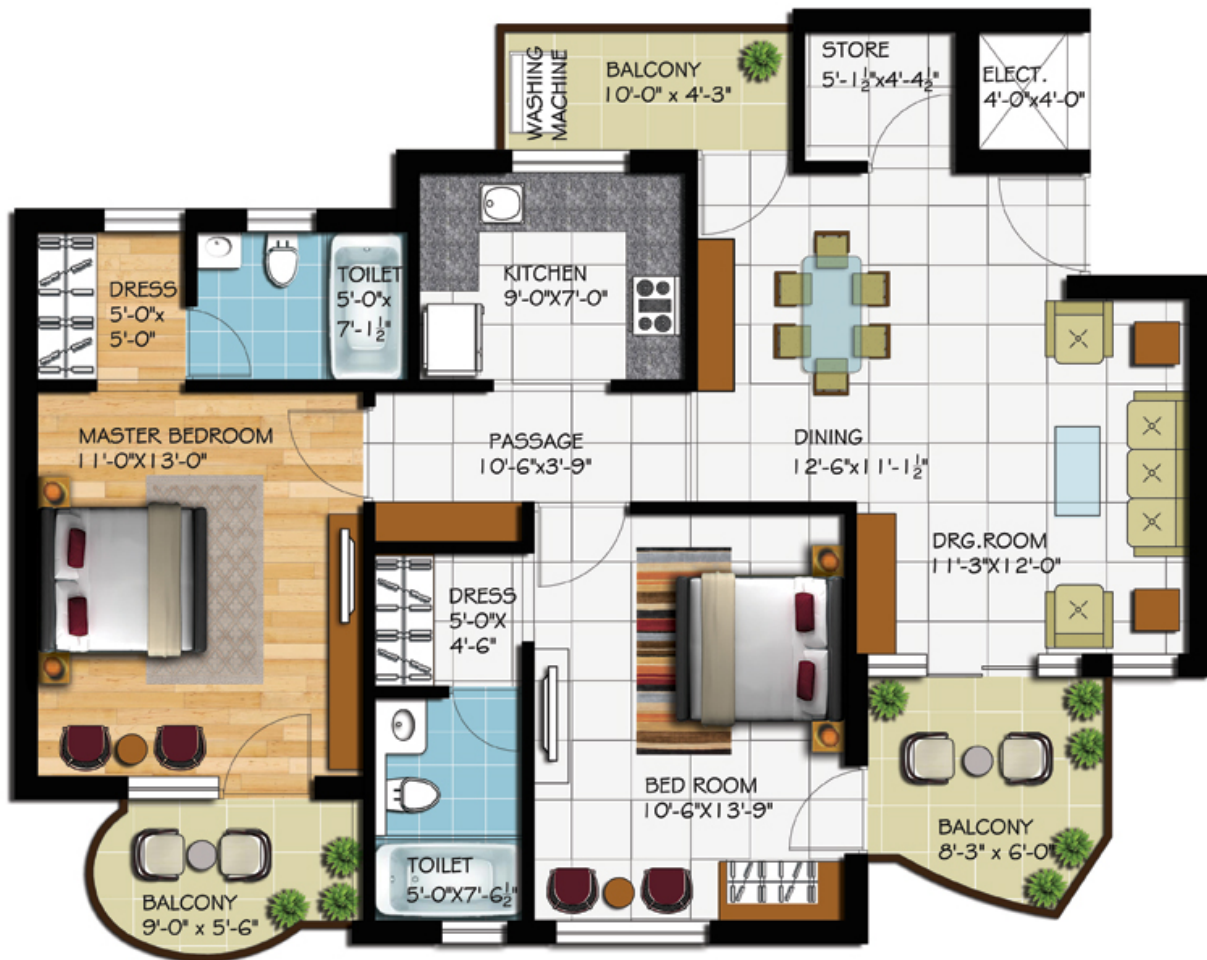 WASHING
MACHINE
BALCONY
10'-0" x 4'-3"
STORE
5'-1½"x4'-4½"
ELECT.
4'-0"x4'-0"
DRESS
5'-0"x
5'-0"
TOILET
5'-0"x
7'-1½"
KITCHEN
9'-0"X7'-0"
MASTER BEDROOM
11'-0"X13'-0"
PASSAGE
10'-6"x3'-9"
DINING
12'-6"x11'-1½"
DRG.ROOM
11'-3"X12'-0"
DRESS
5'-0"X
4'-6"
BED ROOM
10'-6"X13'-9"
BALCONY
8'-3" x 6'-0"
TOILET
5'-0"X7'-6½"
BALCONY
9'-0" x 5'-6"